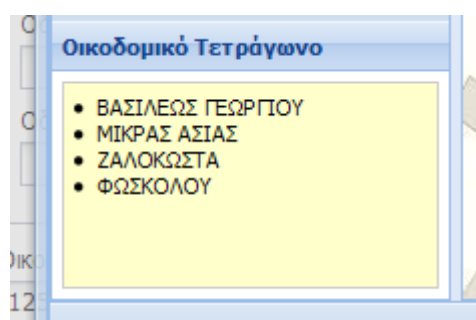 Οικοδομικό Τετράγωνο
ΒΑΣΙΛΕΩΣ ΓΕΩΡΓΙΟΥ
ΜΙΚΡΑΣ ΑΣΙΑΣ
ΖΑΛΟΚΩΣΤΑ
ΦΩΣΚΟΛΟΥ